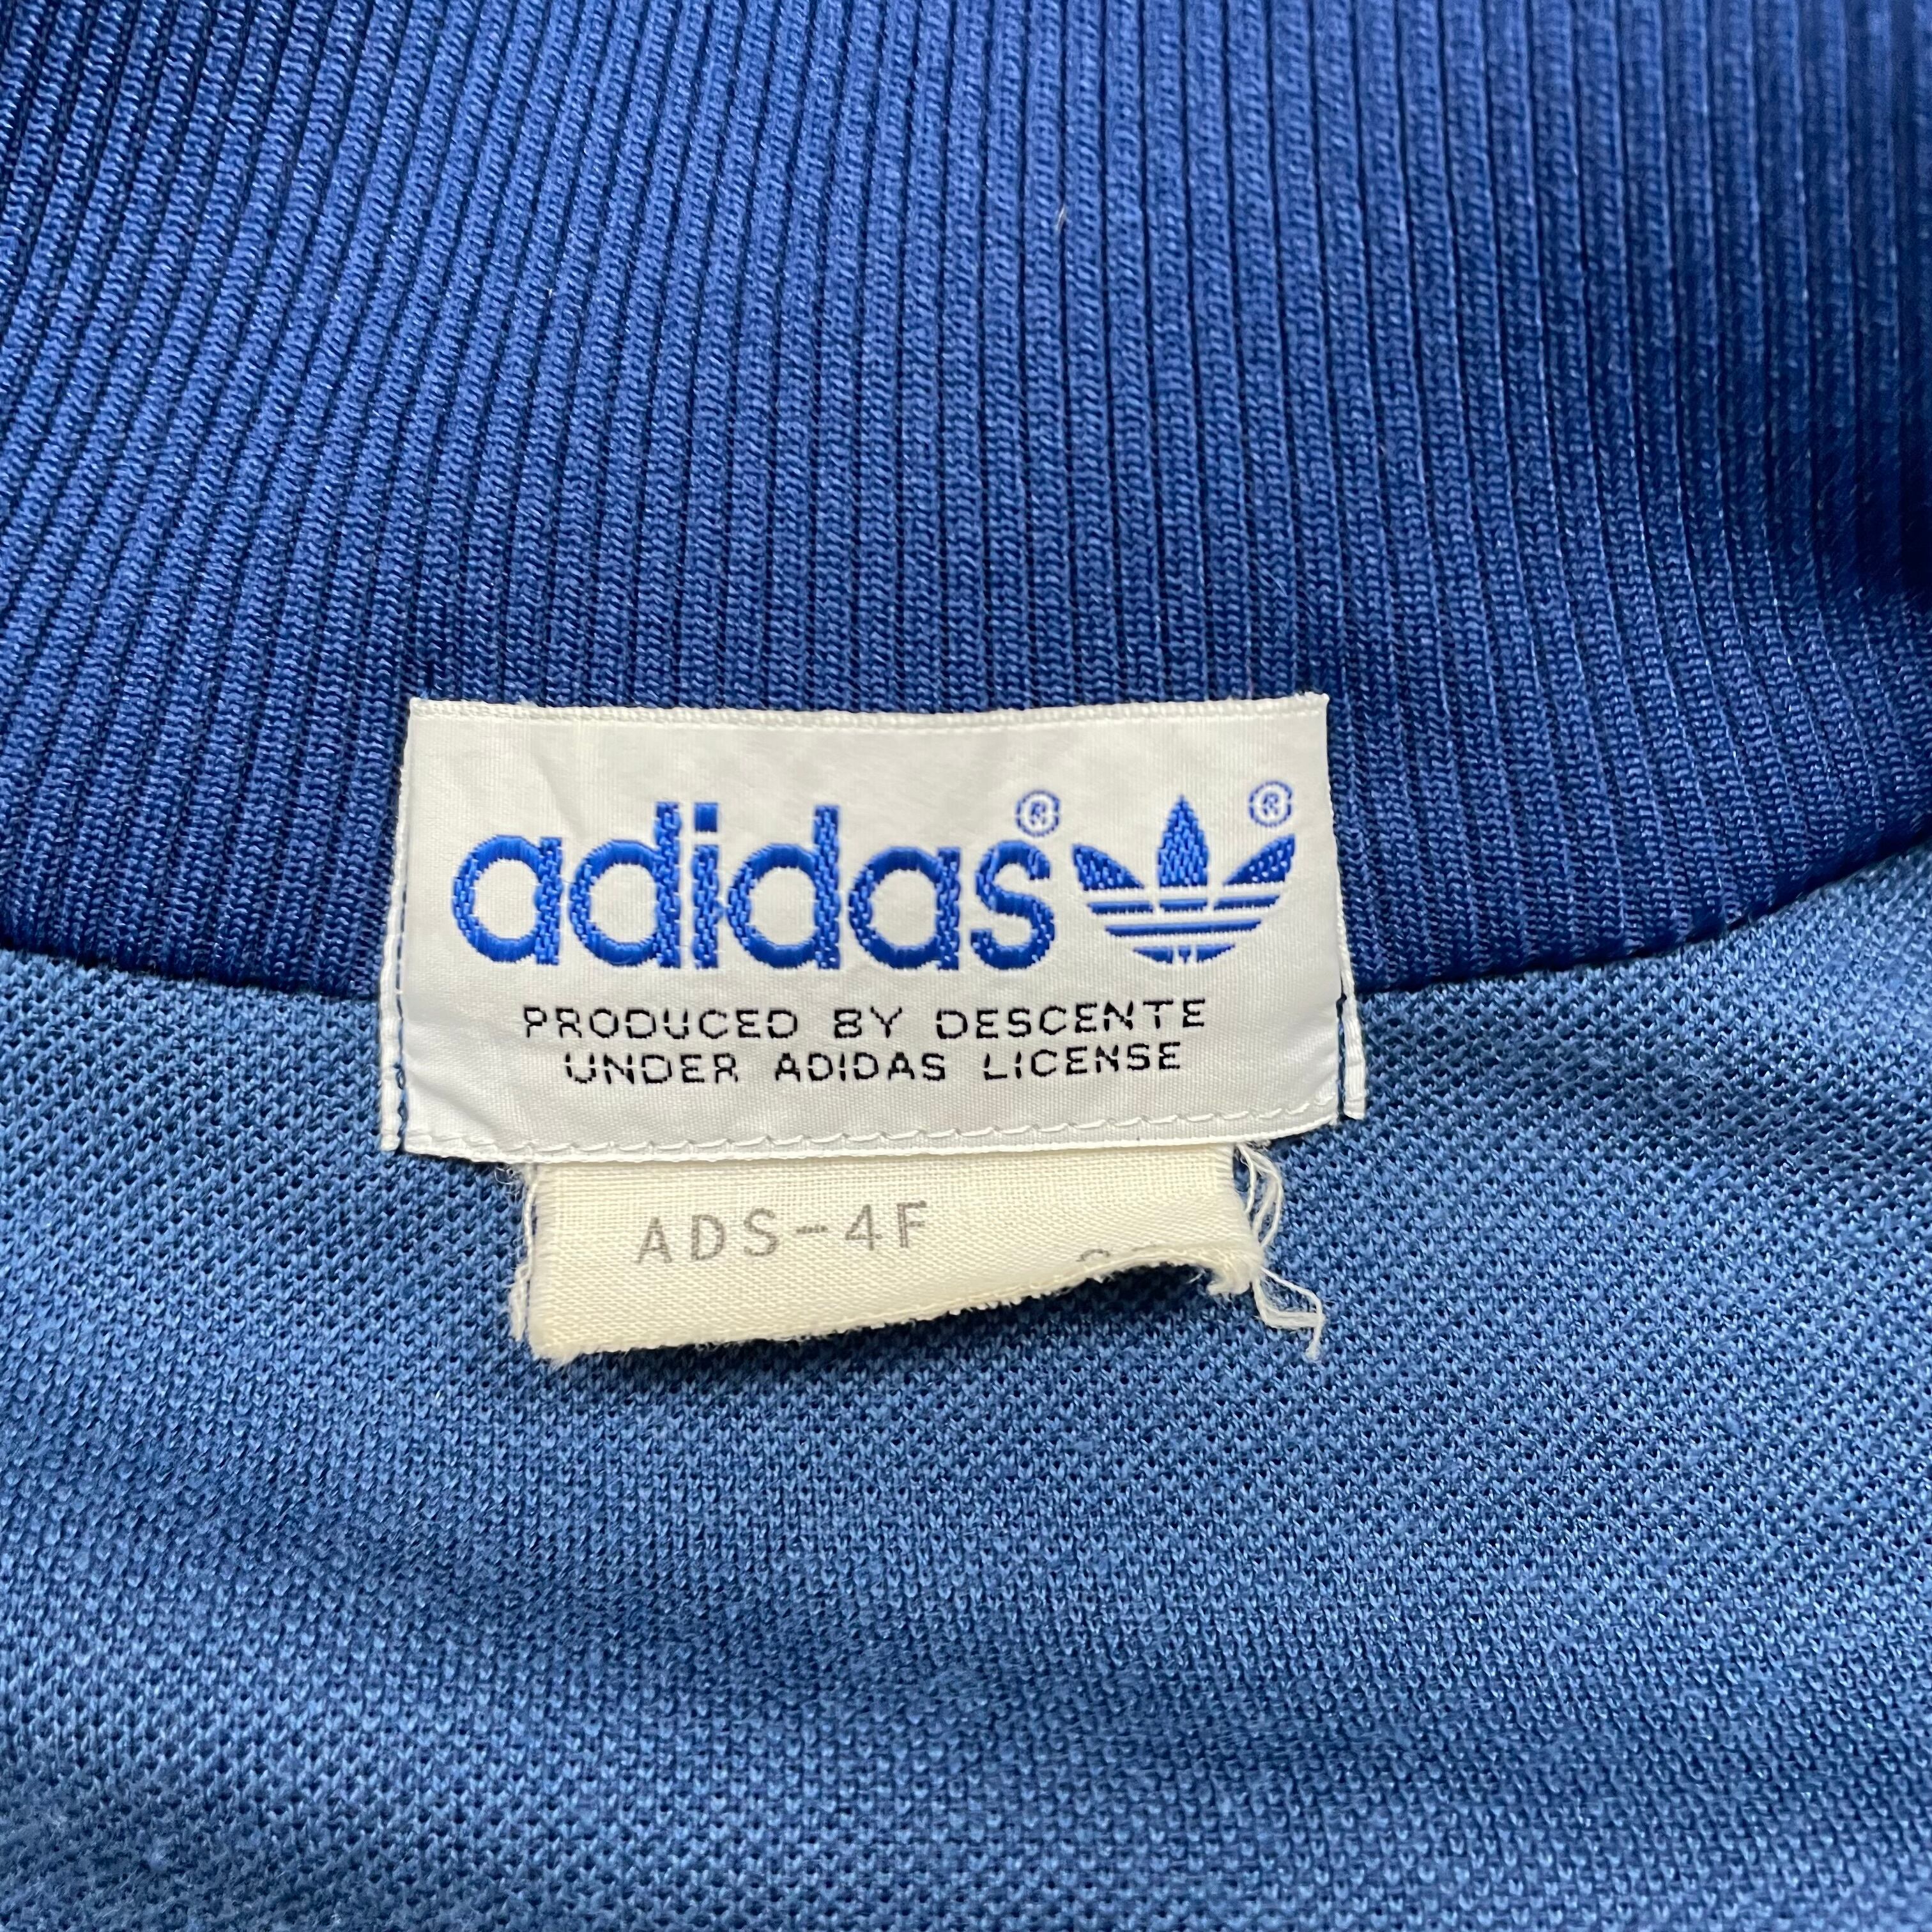 adidas® ®
PRODUCED BY DESCENTE
UNDER ADIDAS LICENSE
ADS-4F